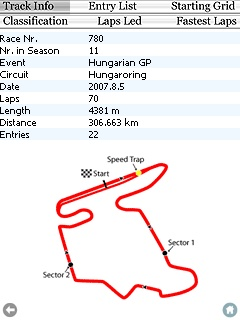 Track Info Entry List Starting Grid
Classification Laps Led Fastest Laps
Race Nr. 780
Nr. in Season 11
Event Hungarian GP
Circuit Hungaroring
Date 2007.8.5
Laps 70
Length 4381 m
Distance 306.663 km
Entries 22
Speed Trap
Start
Sector 1
Sector 2